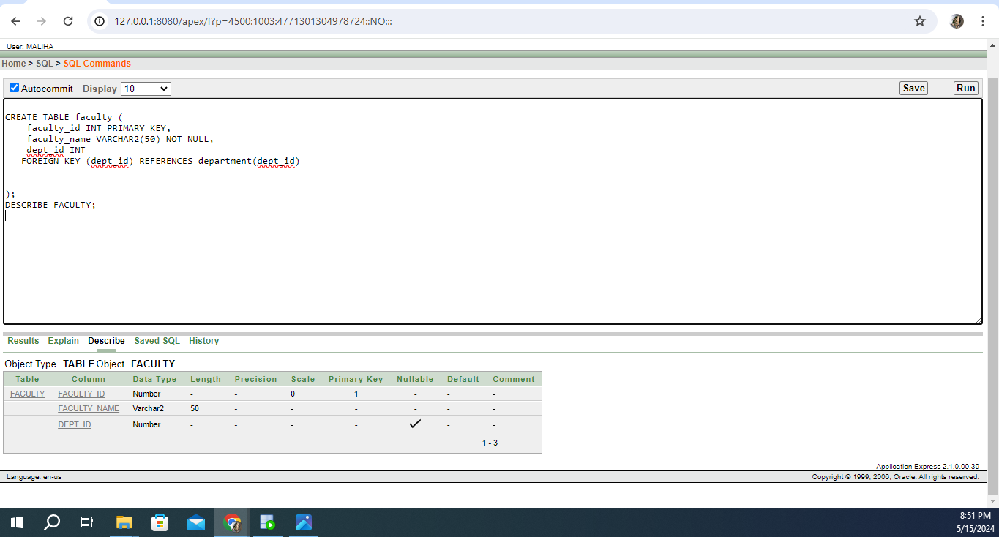 127.0.0.1:8080/apex/f?p=4500:1003:4771301304978724::NO:::
User: MALIHA
Home > SQL > SQL Commands
Autocommit Display 10 Save Run
CREATE TABLE faculty (
faculty_id INT PRIMARY KEY,
faculty_name VARCHAR2(50) NOT NULL,
dept_id INT
FOREIGN KEY (dept_id) REFERENCES department(dept_id)
);
DESCRIBE FACULTY;
Results Explain Describe Saved SQL History
Object Type TABLE Object FACULTY
Table Column Data Type Length Precision Scale Primary Key Nullable Default Comment
FACULTY FACULTY_ID Number - - 0 1 - - -
FACULTY_NAME Varchar2 50 - - - - - -
DEPT_ID Number - - - - ✓ - -
1 - 3
Application Express 2.1.0.00.39
Language: en-us Copyright © 1999, 2006, Oracle. All rights reserved.
8:51 PM
5/15/2024